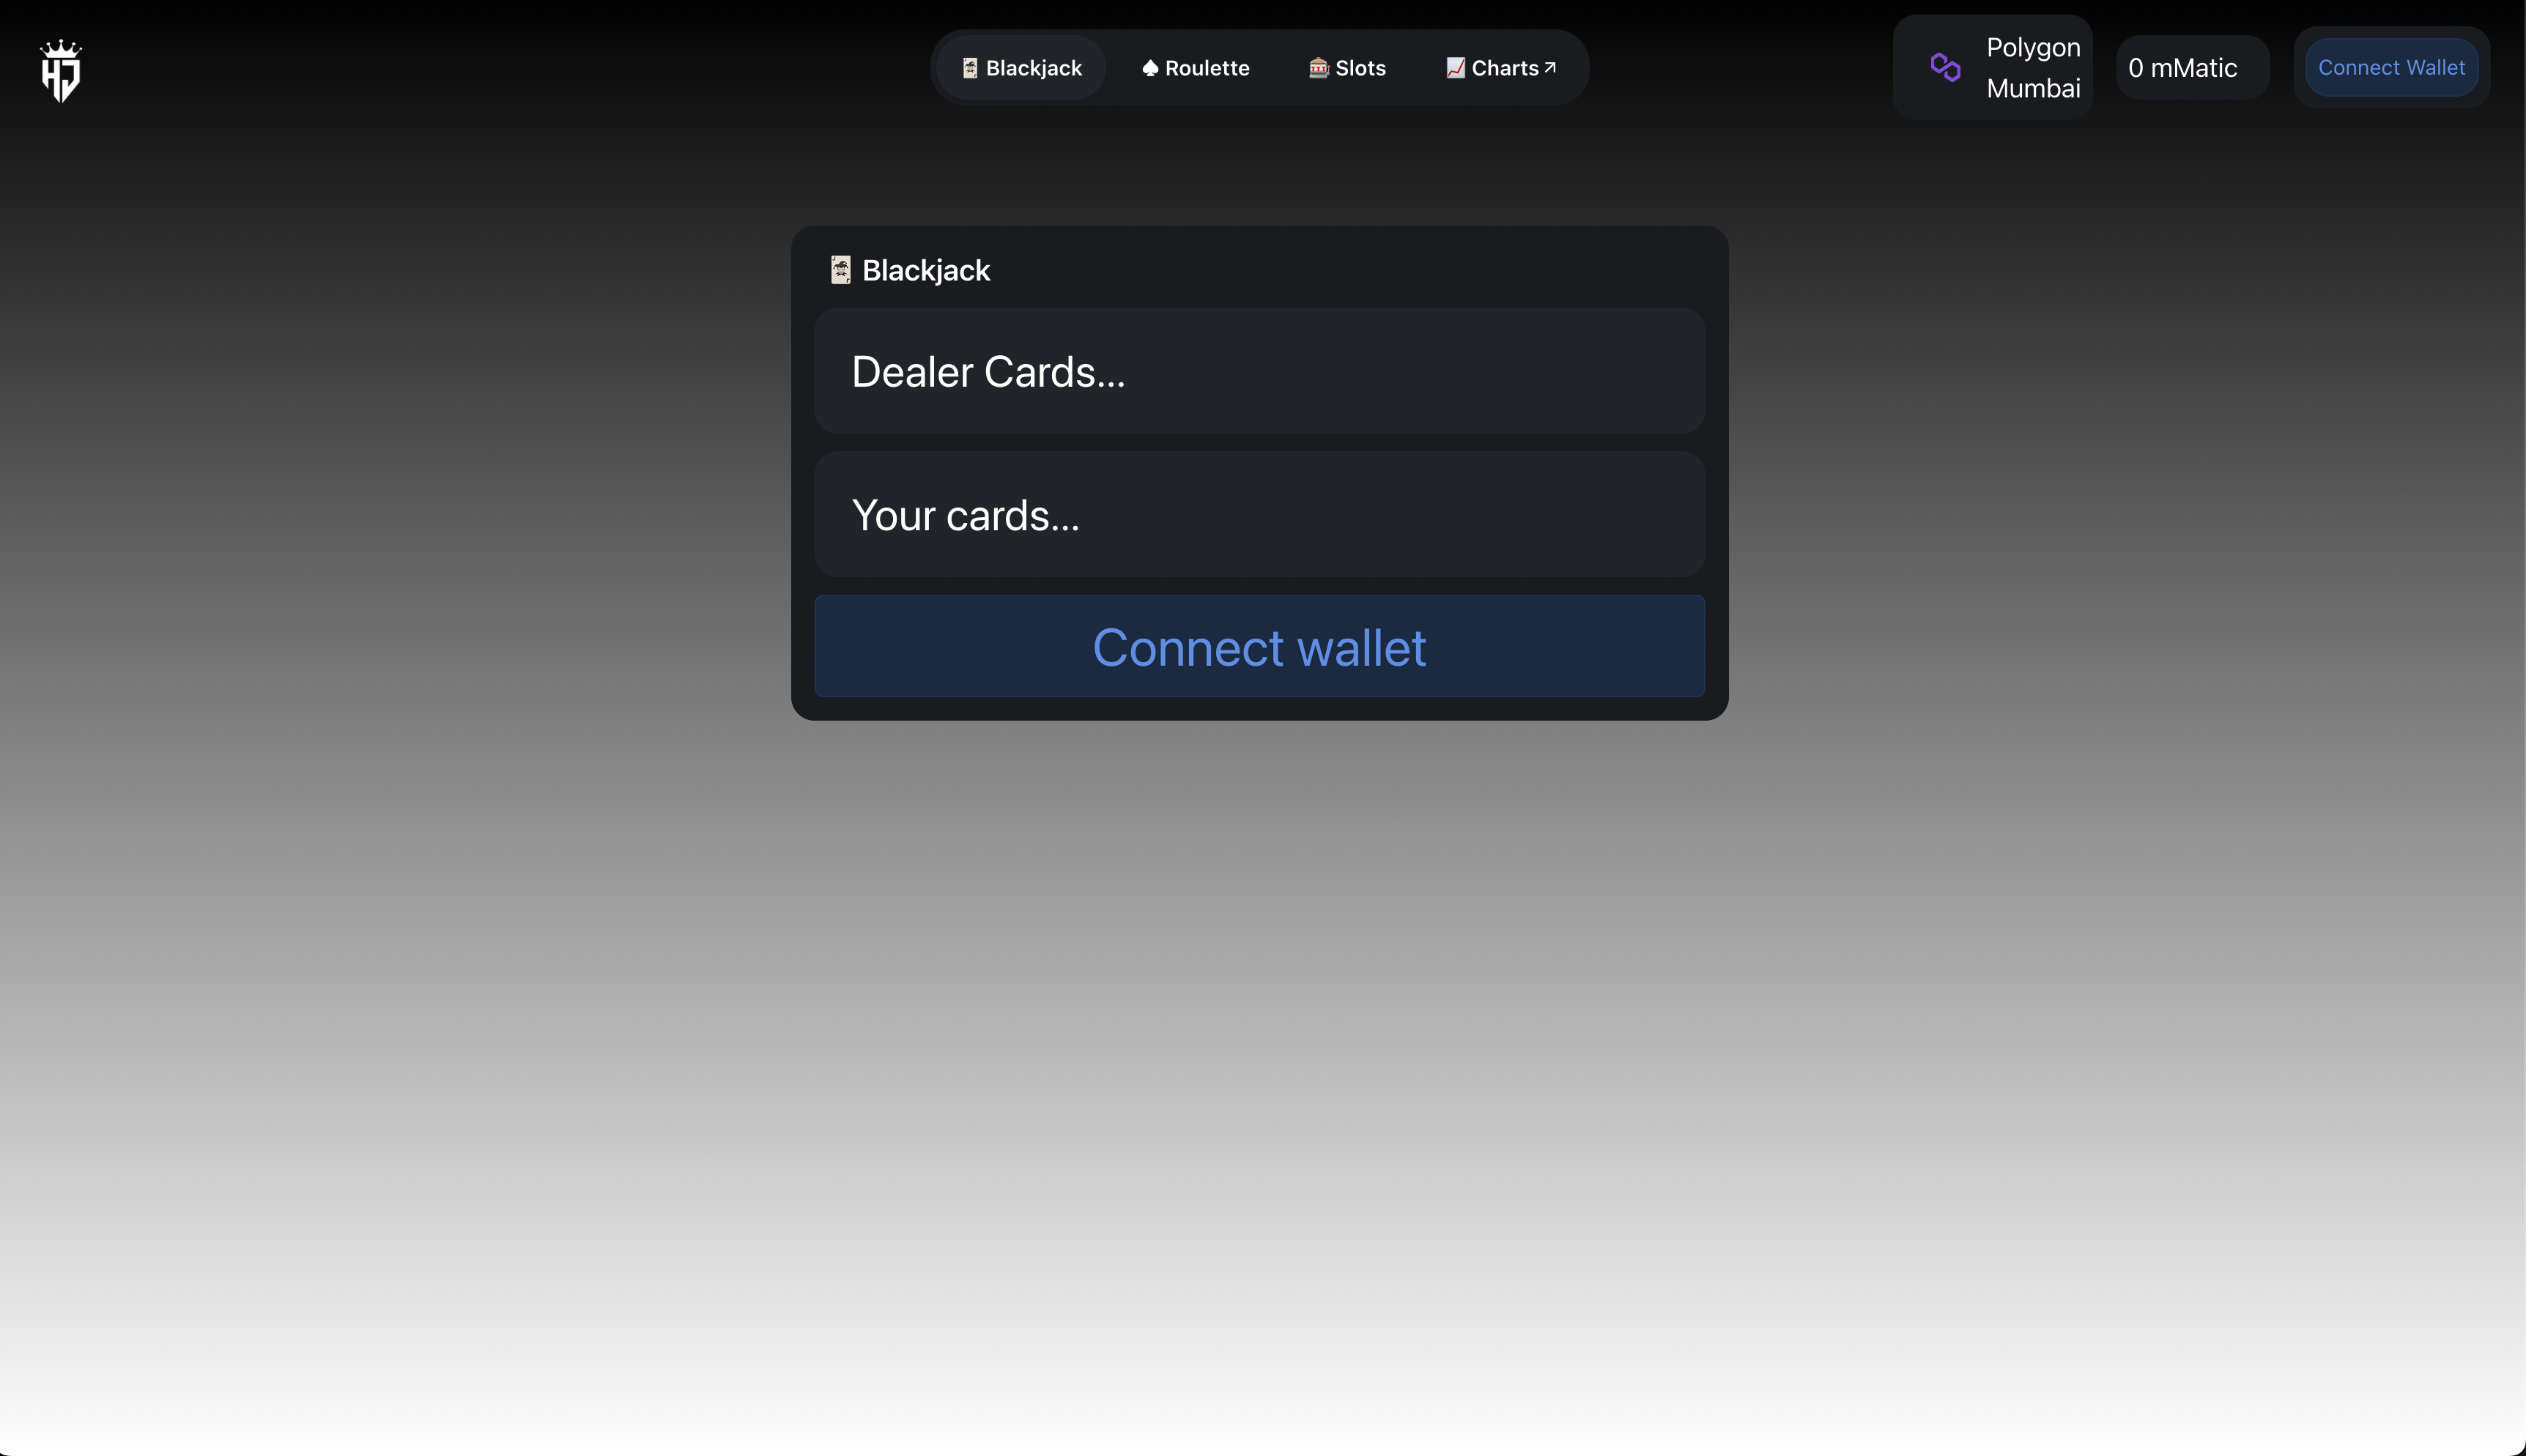 HJ
🃏 Blackjack
♠ Roulette
🎰 Slots
📈 Charts↗
Polygon
Mumbai
0 mMatic
Connect Wallet
🃏 Blackjack
Dealer Cards...
Your cards...
Connect wallet